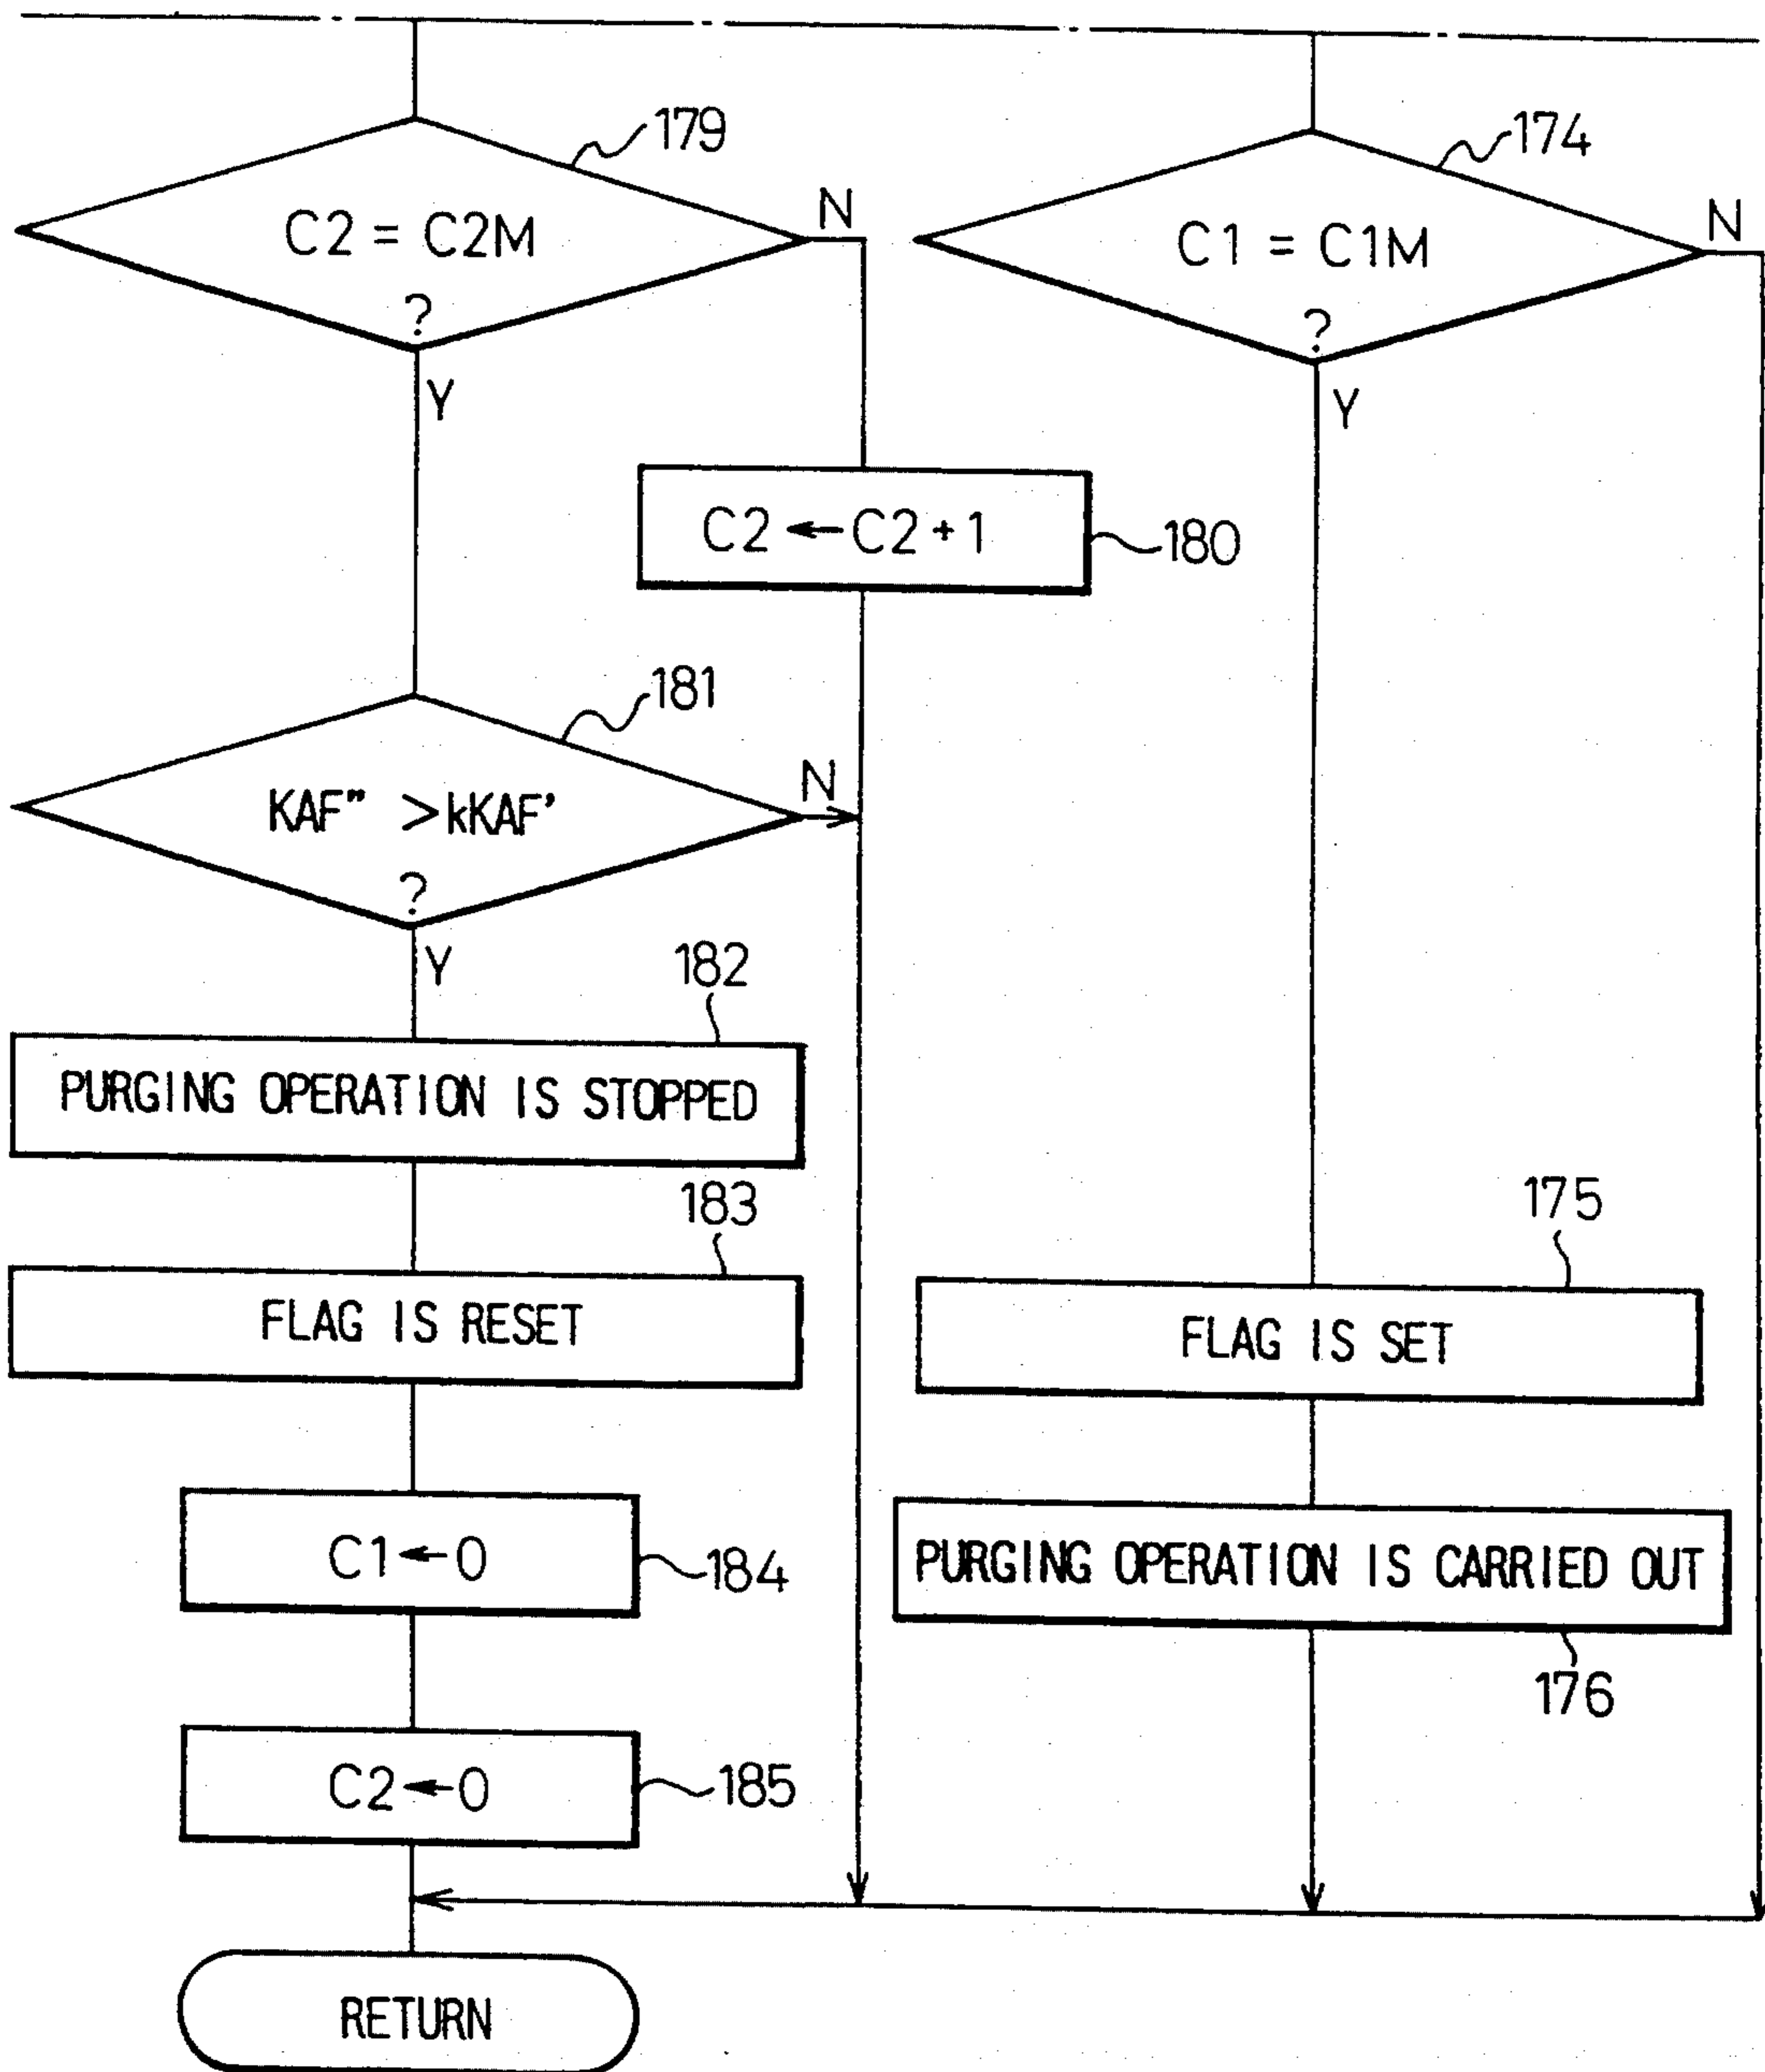 179
174
C2 = C2M
?
N
Y
C1 = C1M
?
N
Y
C2 ← C2 + 1
180
181
KAF" > kKAF'
?
N
Y
182
PURGING OPERATION IS STOPPED
183
FLAG IS RESET
175
FLAG IS SET
C1 ← 0
184
PURGING OPERATION IS CARRIED OUT
176
C2 ← 0
185
RETURN